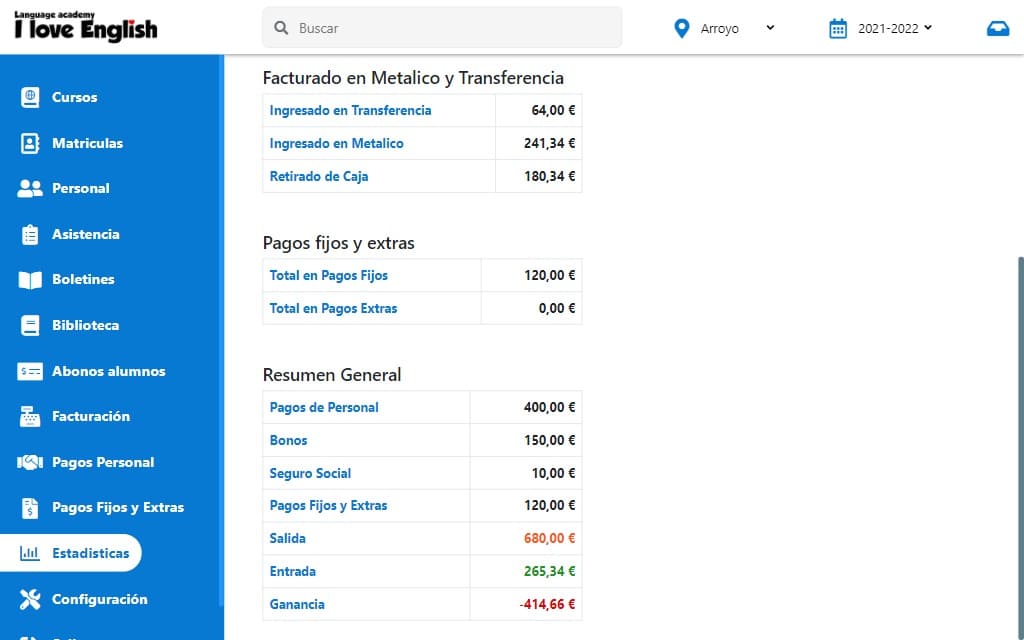 Language academy
I love English
Buscar
Arroyo
2021-2022
Cursos
Matriculas
Personal
Asistencia
Boletines
Biblioteca
Abonos alumnos
Facturación
Pagos Personal
Pagos Fijos y Extras
Estadisticas
Configuración
Facturado en Metalico y Transferencia
Ingresado en Transferencia 64,00 €
Ingresado en Metalico 241,34 €
Retirado de Caja 180,34 €
Pagos fijos y extras
Total en Pagos Fijos 120,00 €
Total en Pagos Extras 0,00 €
Resumen General
Pagos de Personal 400,00 €
Bonos 150,00 €
Seguro Social 10,00 €
Pagos Fijos y Extras 120,00 €
Salida 680,00 €
Entrada 265,34 €
Ganancia -414,66 €